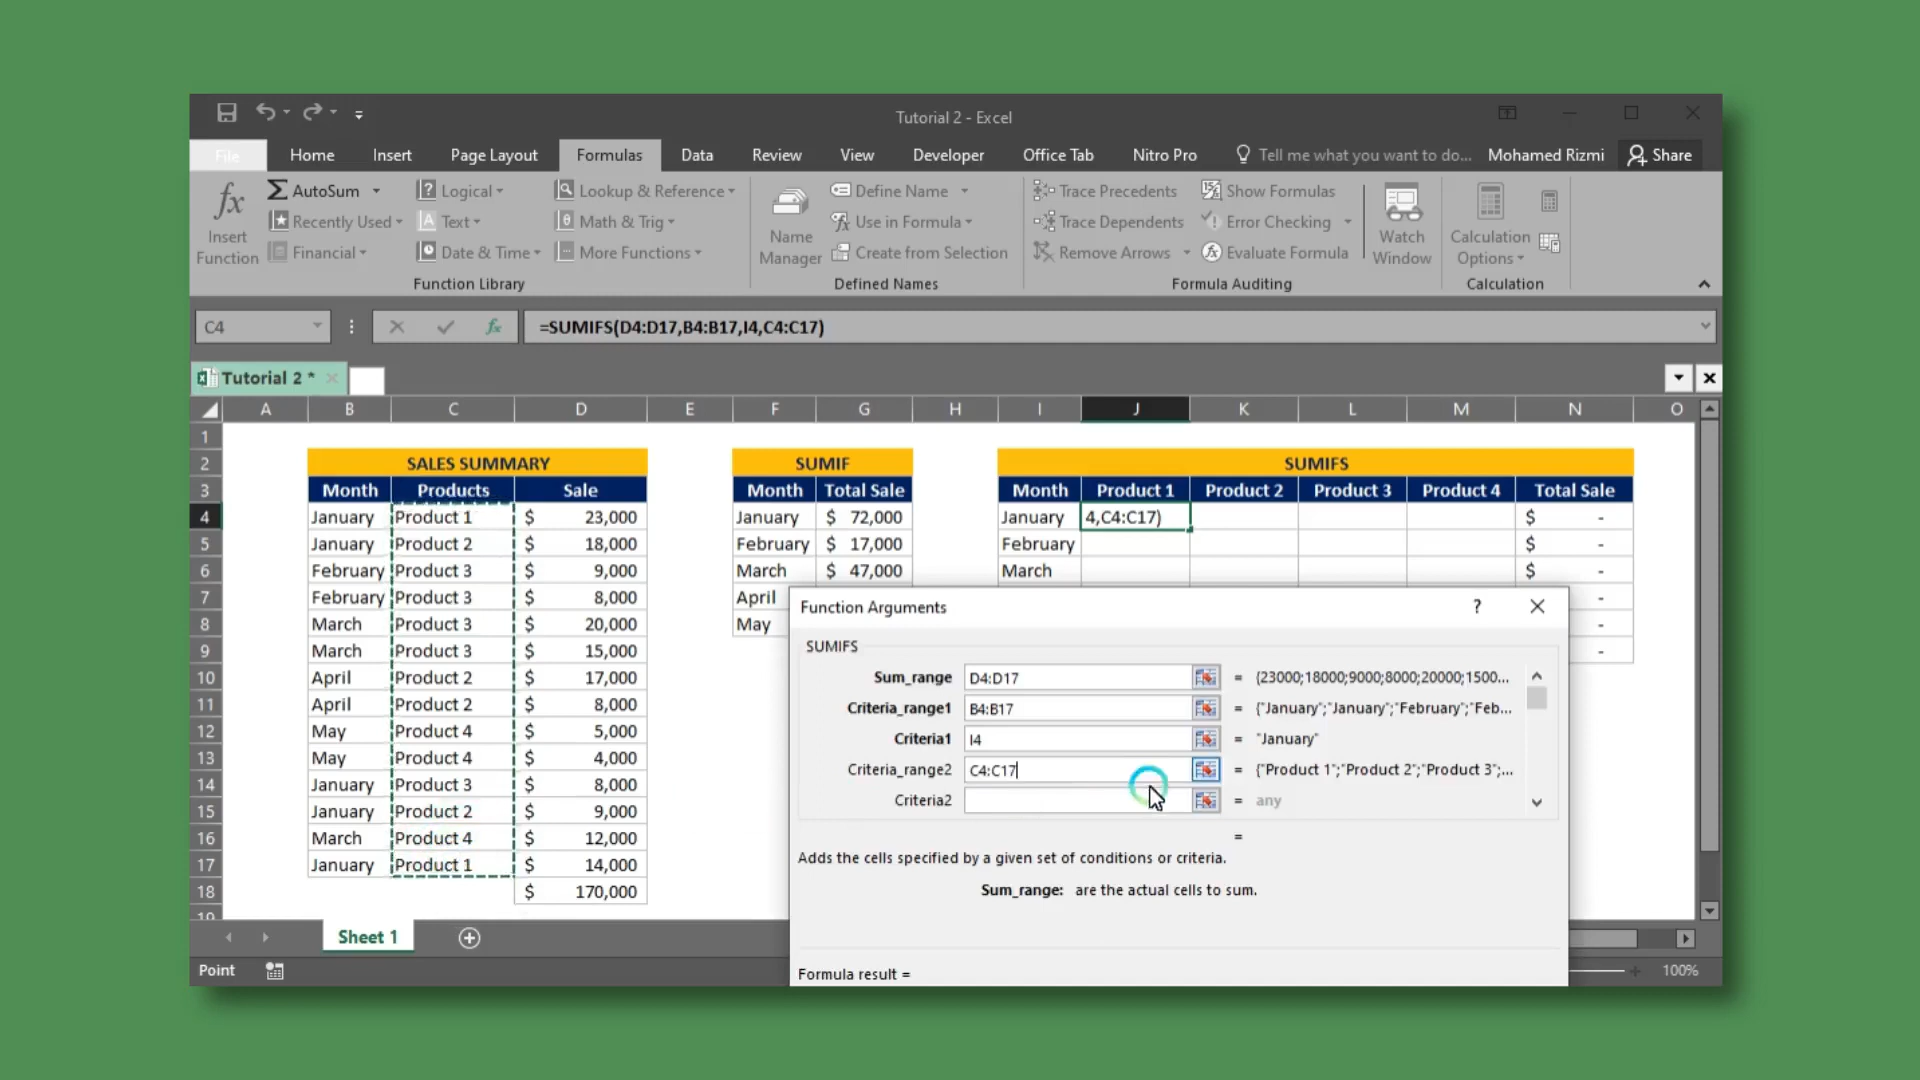 Tutorial 2 - Excel
File Home Insert Page Layout Formulas Data Review View Developer Office Tab Nitro Pro Tell me what you want to do... Mohamed Rizmi Share
fx Insert Function
Σ AutoSum
Recently Used
Financial
Logical
Text
Date & Time
Lookup & Reference
Math & Trig
More Functions
Function Library
Name Manager
Define Name
Use in Formula
Create from Selection
Defined Names
Trace Precedents
Trace Dependents
Remove Arrows
Show Formulas
Error Checking
Evaluate Formula
Formula Auditing
Watch Window
Calculation Options
Calculation
C4 fx =SUMIFS(D4:D17,B4:B17,I4,C4:C17)
Tutorial 2 *
A B C D E F G H I J K L M N O
1
2 SALES SUMMARY SUMIF SUMIFS
3 Month Products Sale Month Total Sale Month Product 1 Product 2 Product 3 Product 4 Total Sale
4 January Product 1 $ 23,000 January $ 72,000 January 4,C4:C17) $ -
5 January Product 2 $ 18,000 February $ 17,000 February $ -
6 February Product 3 $ 9,000 March $ 47,000 March $ -
7 February Product 3 $ 8,000 April -
8 March Product 3 $ 20,000 May -
9 March Product 3 $ 15,000 -
10 April Product 2 $ 17,000
11 April Product 2 $ 8,000
12 May Product 4 $ 5,000
13 May Product 4 $ 4,000
14 January Product 3 $ 8,000
15 January Product 2 $ 9,000
16 March Product 4 $ 12,000
17 January Product 1 $ 14,000
18 $ 170,000
19
Function Arguments ?
SUMIFS
Sum_range D4:D17 = {23000;18000;9000;8000;20000;1500...
Criteria_range1 B4:B17 = {"January";"January";"February";"Feb...
Criteria1 I4 = "January"
Criteria_range2 C4:C17 = {"Product 1";"Product 2";"Product 3";...
Criteria2 = any
=
Adds the cells specified by a given set of conditions or criteria.
Sum_range: are the actual cells to sum.
Formula result =
Sheet 1
Point 100%